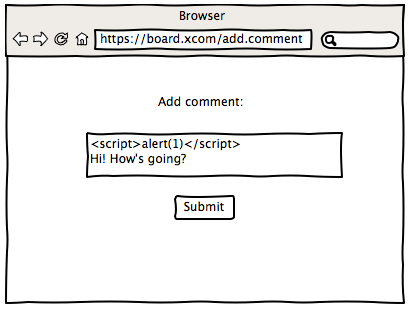 Browser
https://board.xcom/add.comment
Add comment:
<script>alert(1)</script>
Hi! How's going?
Submit